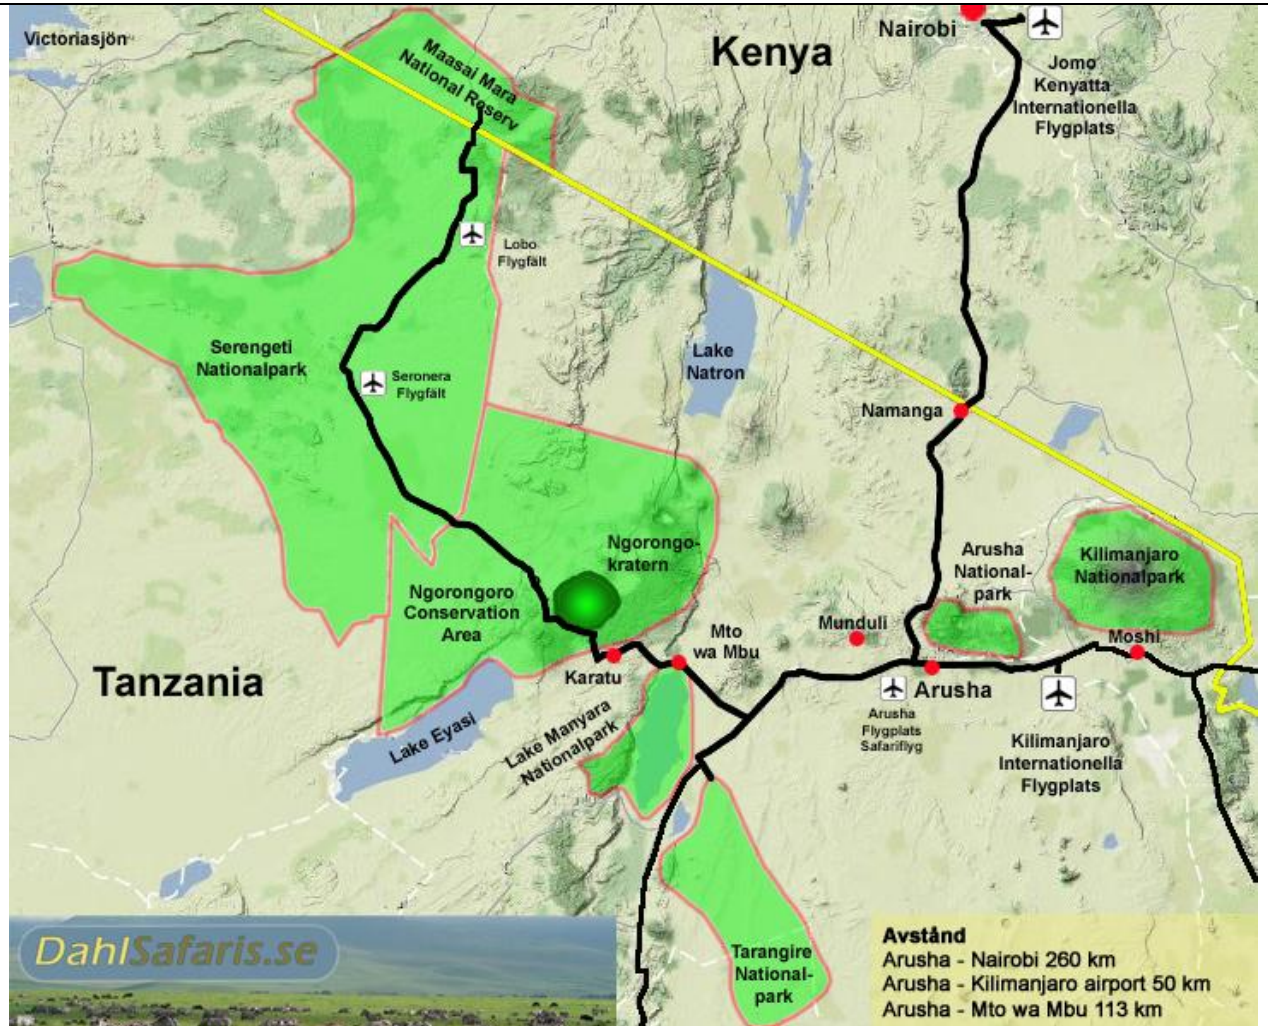 Victoriasjön
Maasai Mara
National Reserv
Kenya
Nairobi
Jomo
Kenyatta
Internationella
Flygplats
Lobo
Flygfält
Serengeti
Nationalpark
Seronera
Flygfält
Lake
Natron
Namanga
Ngorongo-
kratern
Ngorongoro
Conservation
Area
Arusha
National-
park
Kilimanjaro
Nationalpark
Munduli
Mto
wa Mbu
Moshi
Karatu
Tanzania
Arusha
Arusha
Flygplats
Safariflyg
Kilimanjaro
Internationella
Flygplats
Lake Eyasi
Lake Manyara
Nationalpark
Tarangire
National-
park
DahlSafaris.se
Avstånd
Arusha - Nairobi 260 km
Arusha - Kilimanjaro airport 50 km
Arusha - Mto wa Mbu 113 km